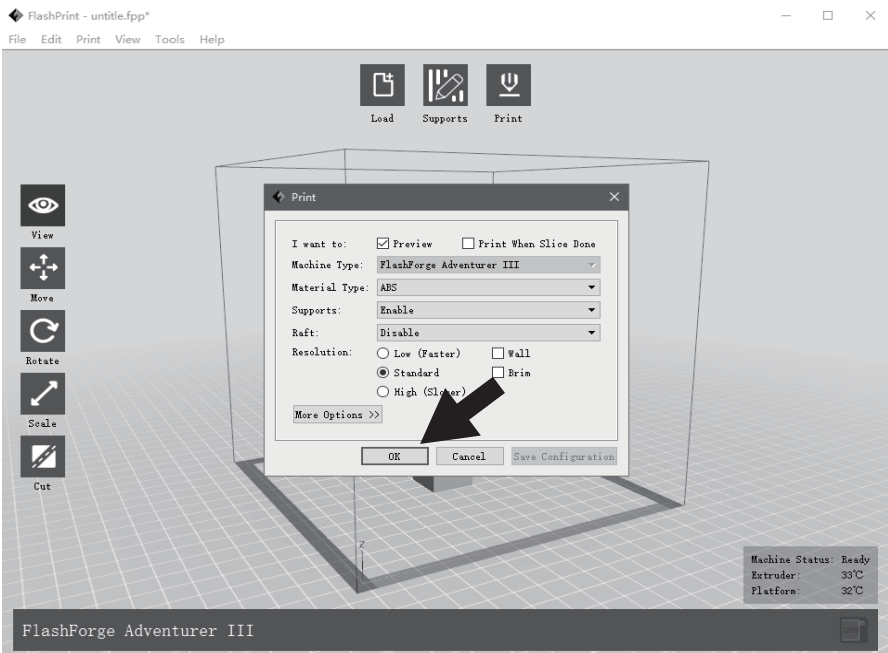 FlashPrint - untitle.fpp*
File Edit Print View Tools Help
Load Supports Print
View
Move
Rotate
Scale
Cut
Print
I want to: Preview Print When Slice Done
Machine Type: FlashForge Adventurer III
Material Type: ABS
Supports: Enable
Raft: Disable
Resolution: Low (Faster) Wall
Standard Brim
High (Slower)
More Options >>
OK Cancel Save Configuration
Z
Machine Status: Ready
Extruder: 33℃
Platform: 32℃
FlashForge Adventurer III